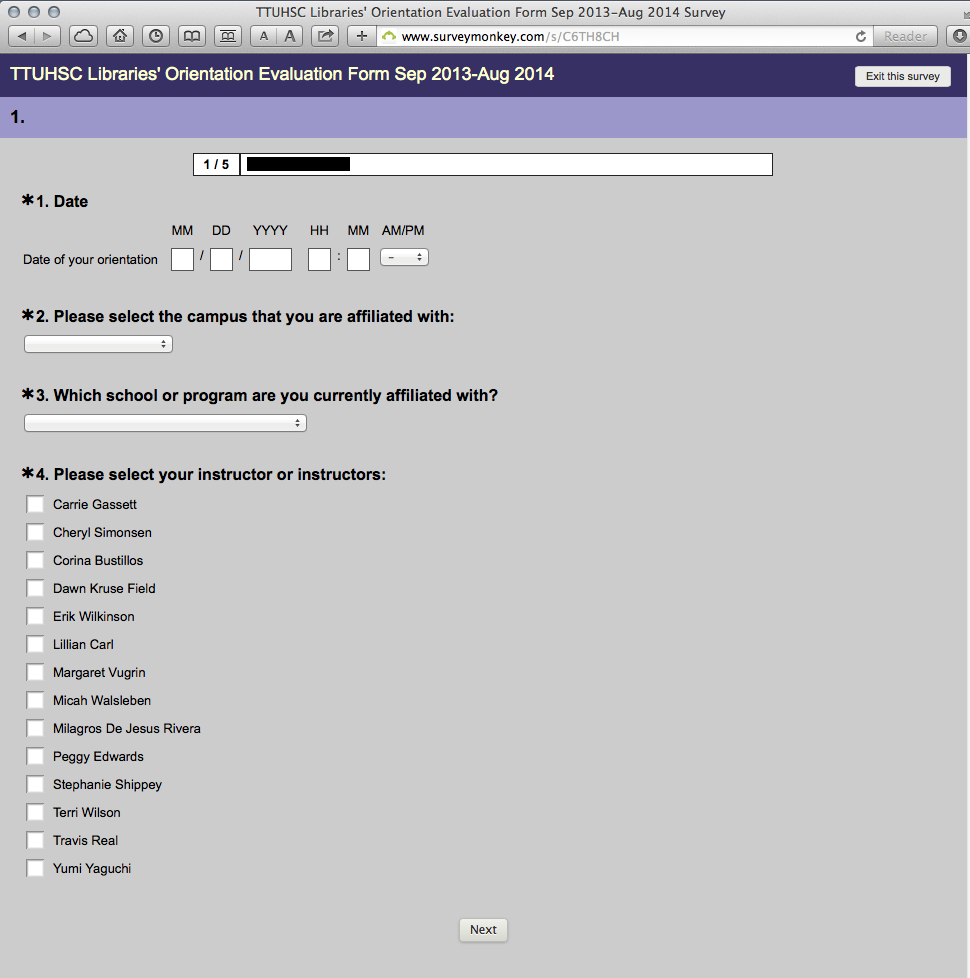 TTUHSC Libraries' Orientation Evaluation Form Sep 2013-Aug 2014 Survey
A A + www.surveymonkey.com/s/C6TH8CH Reader
TTUHSC Libraries' Orientation Evaluation Form Sep 2013-Aug 2014 Exit this survey
1.
1 / 5
*1. Date
MM DD YYYY HH MM AM/PM
Date of your orientation / / : -
*2. Please select the campus that you are affiliated with:
*3. Which school or program are you currently affiliated with?
*4. Please select your instructor or instructors:
Carrie Gassett
Cheryl Simonsen
Corina Bustillos
Dawn Kruse Field
Erik Wilkinson
Lillian Carl
Margaret Vugrin
Micah Walsleben
Milagros De Jesus Rivera
Peggy Edwards
Stephanie Shippey
Terri Wilson
Travis Real
Yumi Yaguchi
Next